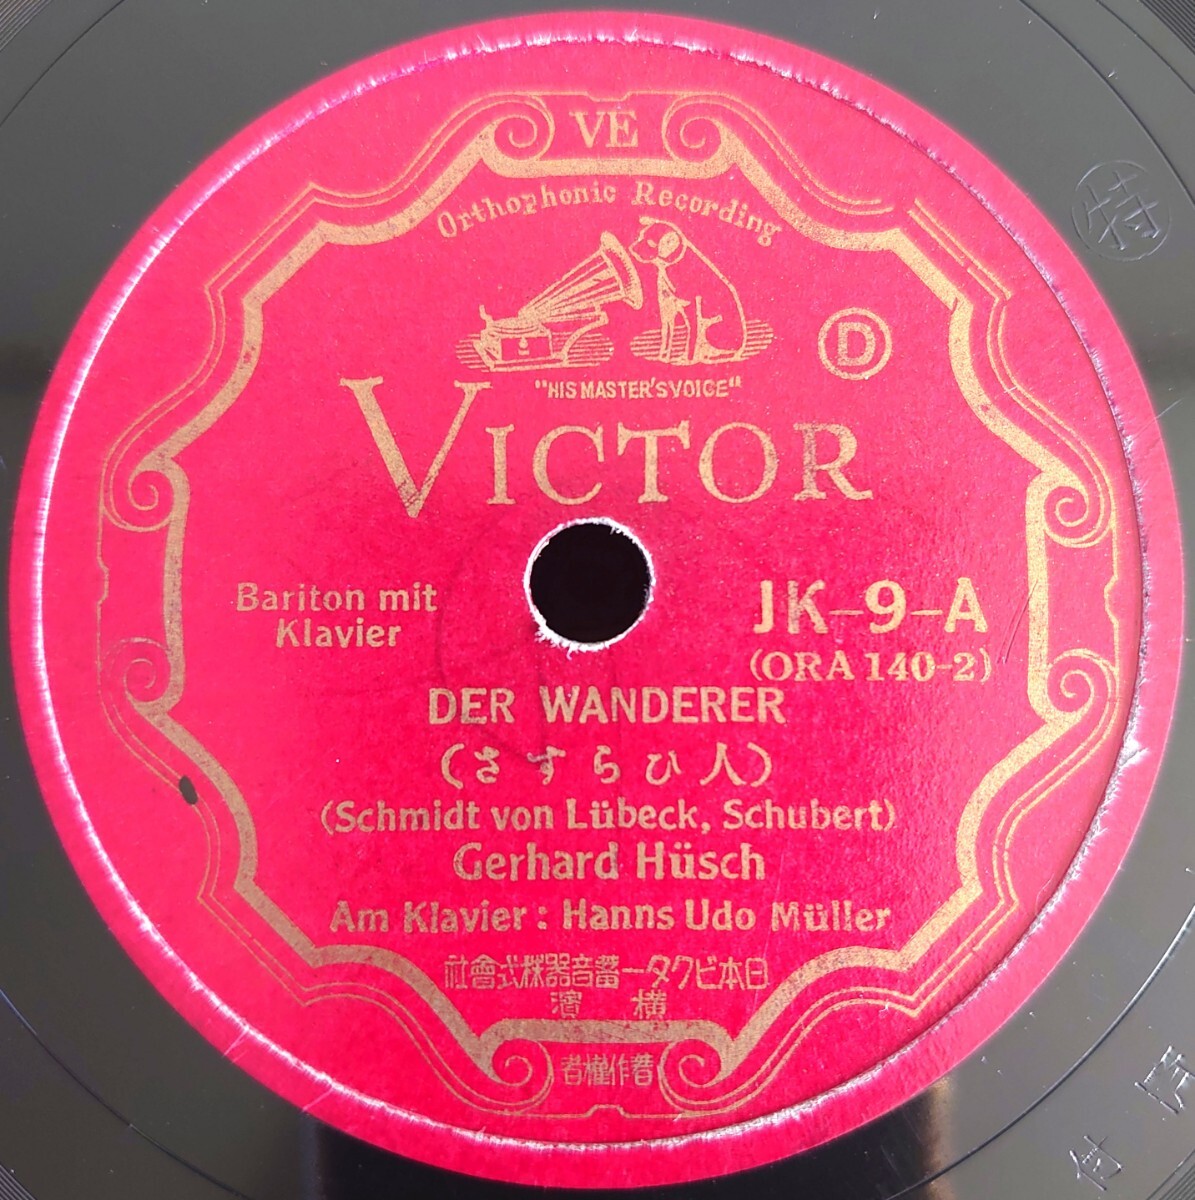 VE
Orthophonic Recording
"HIS MASTER'S VOICE"
D
VICTOR
Bariton mit
Klavier
JK-9-A
(ORA 140-2)
DER WANDERER
(さすらひ人)
(Schmidt von Lübeck, Schubert)
Gerhard Hüsch
Am Klavier : Hanns Udo Müller
日本ビクター蓄音器株式會社
横濱
著作權者
特
付